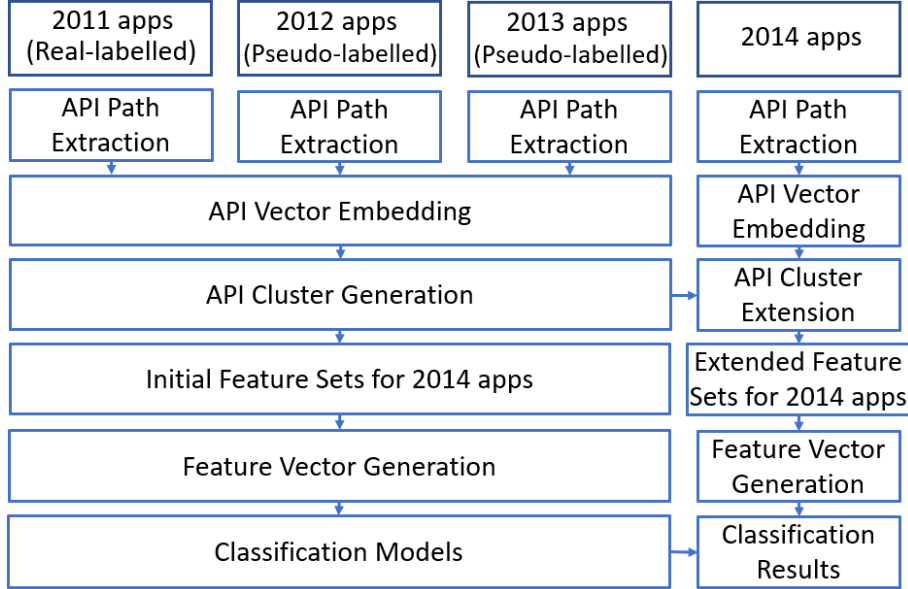 2011 apps
(Real-labelled)
2012 apps
(Pseudo-labelled)
2013 apps
(Pseudo-labelled)
2014 apps
API Path
Extraction
API Path
Extraction
API Path
Extraction
API Path
Extraction
API Vector Embedding
API Vector
Embedding
API Cluster Generation
API Cluster
Extension
Initial Feature Sets for 2014 apps
Extended Feature
Sets for 2014 apps
Feature Vector Generation
Feature Vector
Generation
Classification Models
Classification
Results